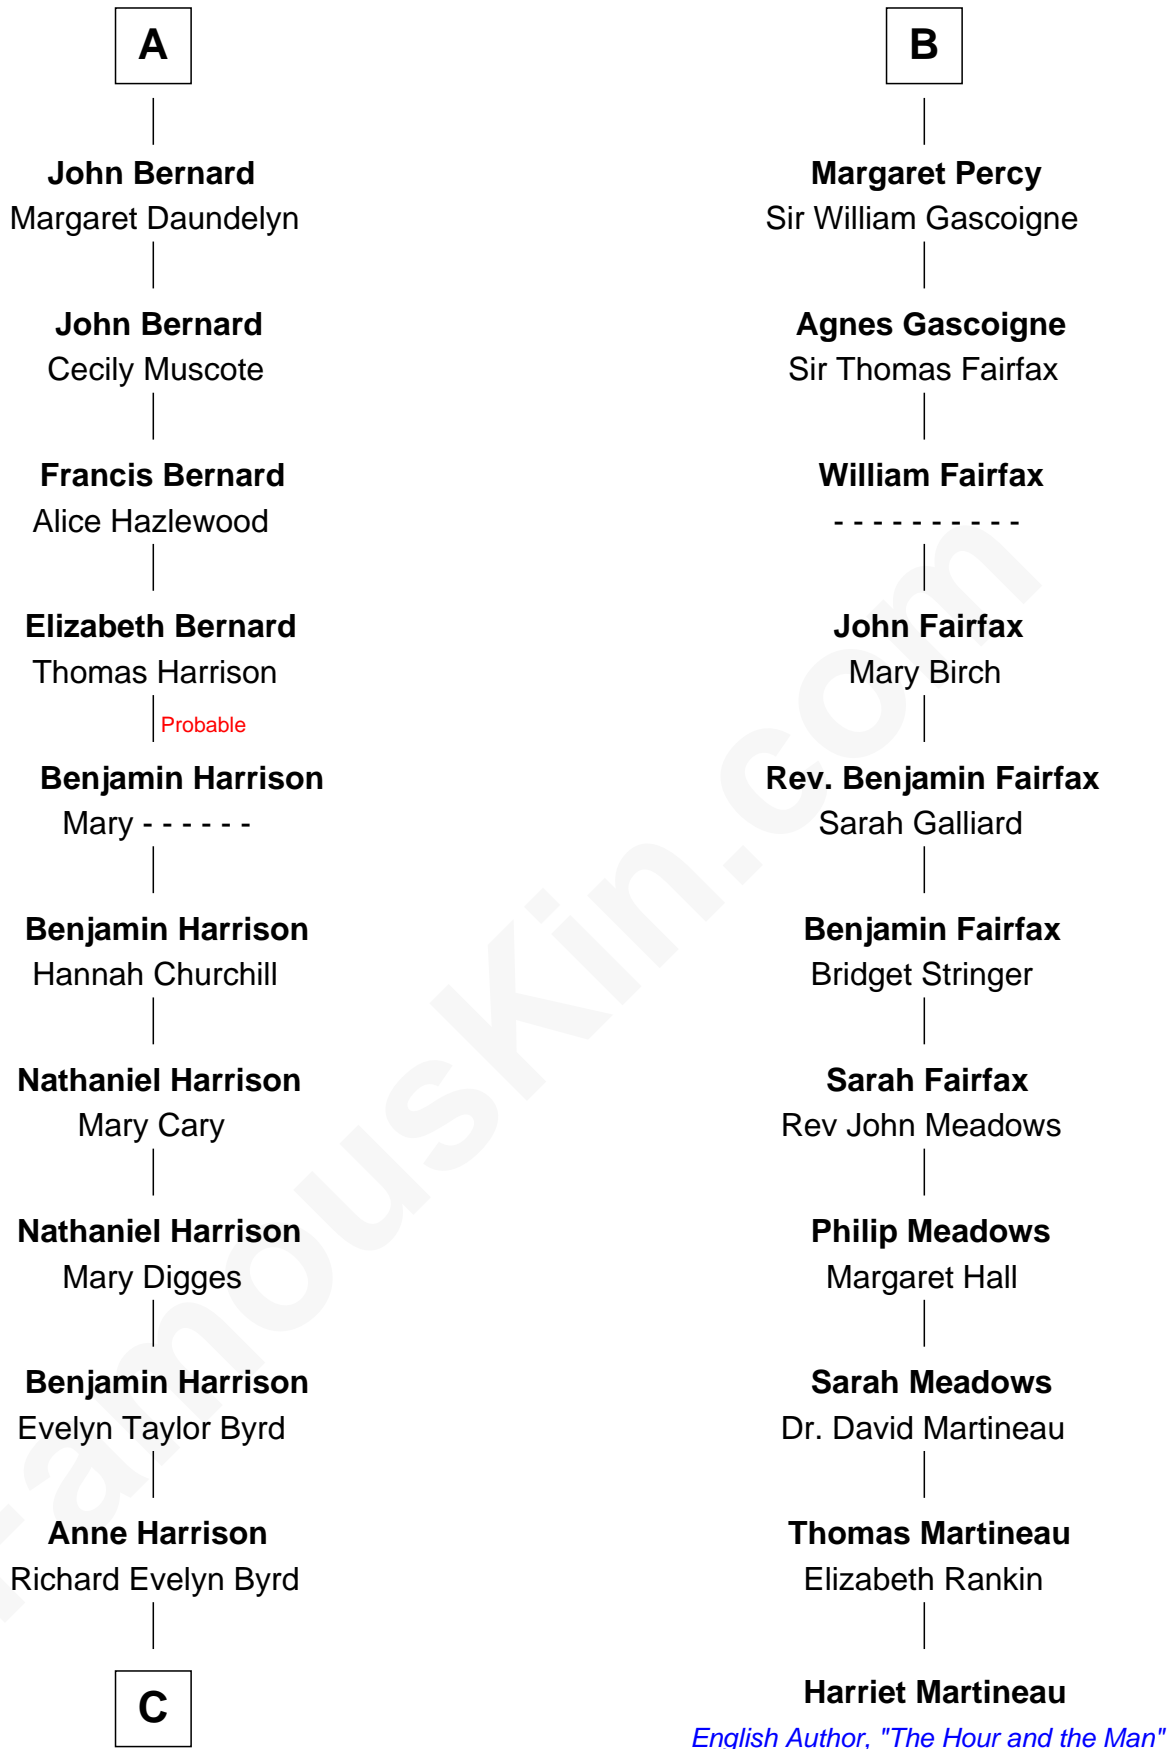 A
John Bernard
Margaret Daundelyn
John Bernard
Cecily Muscote
Francis Bernard
Alice Hazlewood
Elizabeth Bernard
Thomas Harrison
Probable
Benjamin Harrison
Mary - - - - - -
Benjamin Harrison
Hannah Churchill
Nathaniel Harrison
Mary Cary
Nathaniel Harrison
Mary Digges
Benjamin Harrison
Evelyn Taylor Byrd
Anne Harrison
Richard Evelyn Byrd
C
B
Margaret Percy
Sir William Gascoigne
Agnes Gascoigne
Sir Thomas Fairfax
William Fairfax
- - - - - - - - - -
John Fairfax
Mary Birch
Rev. Benjamin Fairfax
Sarah Galliard
Benjamin Fairfax
Bridget Stringer
Sarah Fairfax
Rev John Meadows
Philip Meadows
Margaret Hall
Sarah Meadows
Dr. David Martineau
Thomas Martineau
Elizabeth Rankin
Harriet Martineau
English Author, "The Hour and the Man"
FamousKin.com